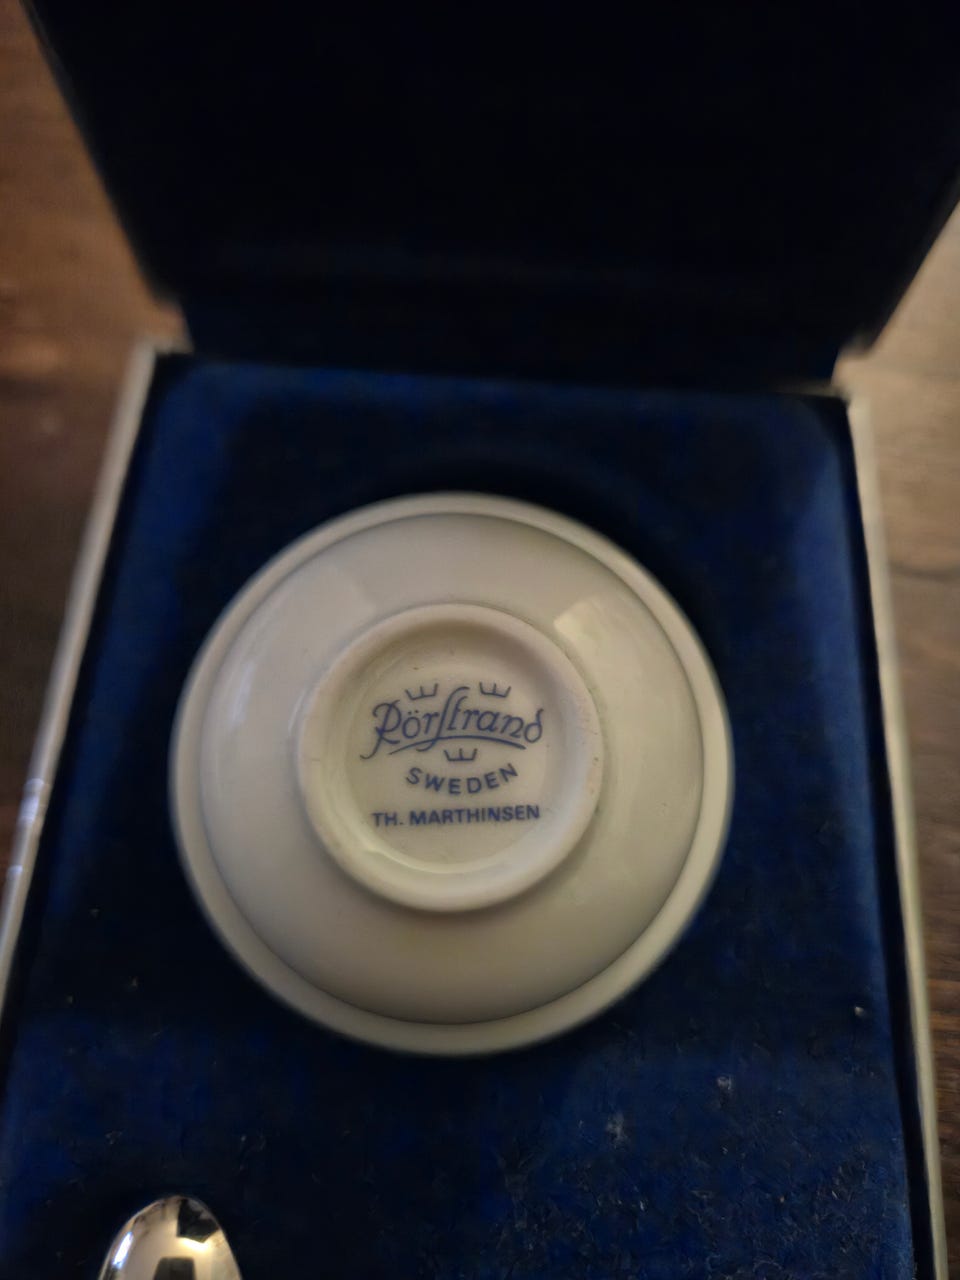 Rörstrand
SWEDEN
TH. MARTHINSEN